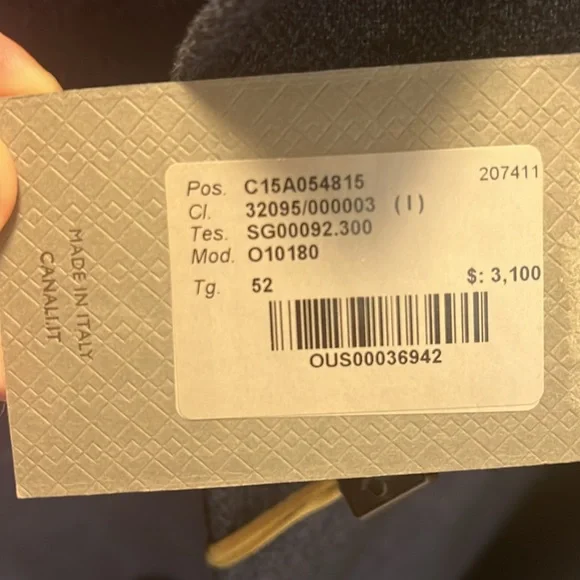 207411
Pos. C15A054815
Cl. 32095/000003 (I)
Tes. SG00092.300
Mod. O10180
Tg. 52
$: 3,100
OUS00036942
MADE IN ITALY
CANALI.IT